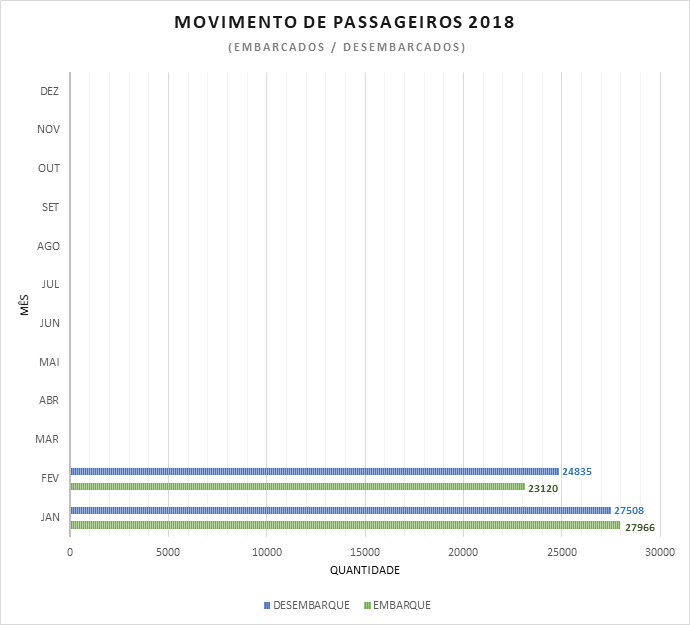 MOVIMENTO DE PASSAGEIROS 2018
(EMBARCADOS / DESEMBARCADOS)
DEZ
NOV
OUT
SET
AGO
JUL
MÊS
JUN
MAI
ABR
MAR
FEV
24835
23120
JAN
27508
27966
0 5000 10000 15000 20000 25000 30000
QUANTIDADE
DESEMBARQUE EMBARQUE